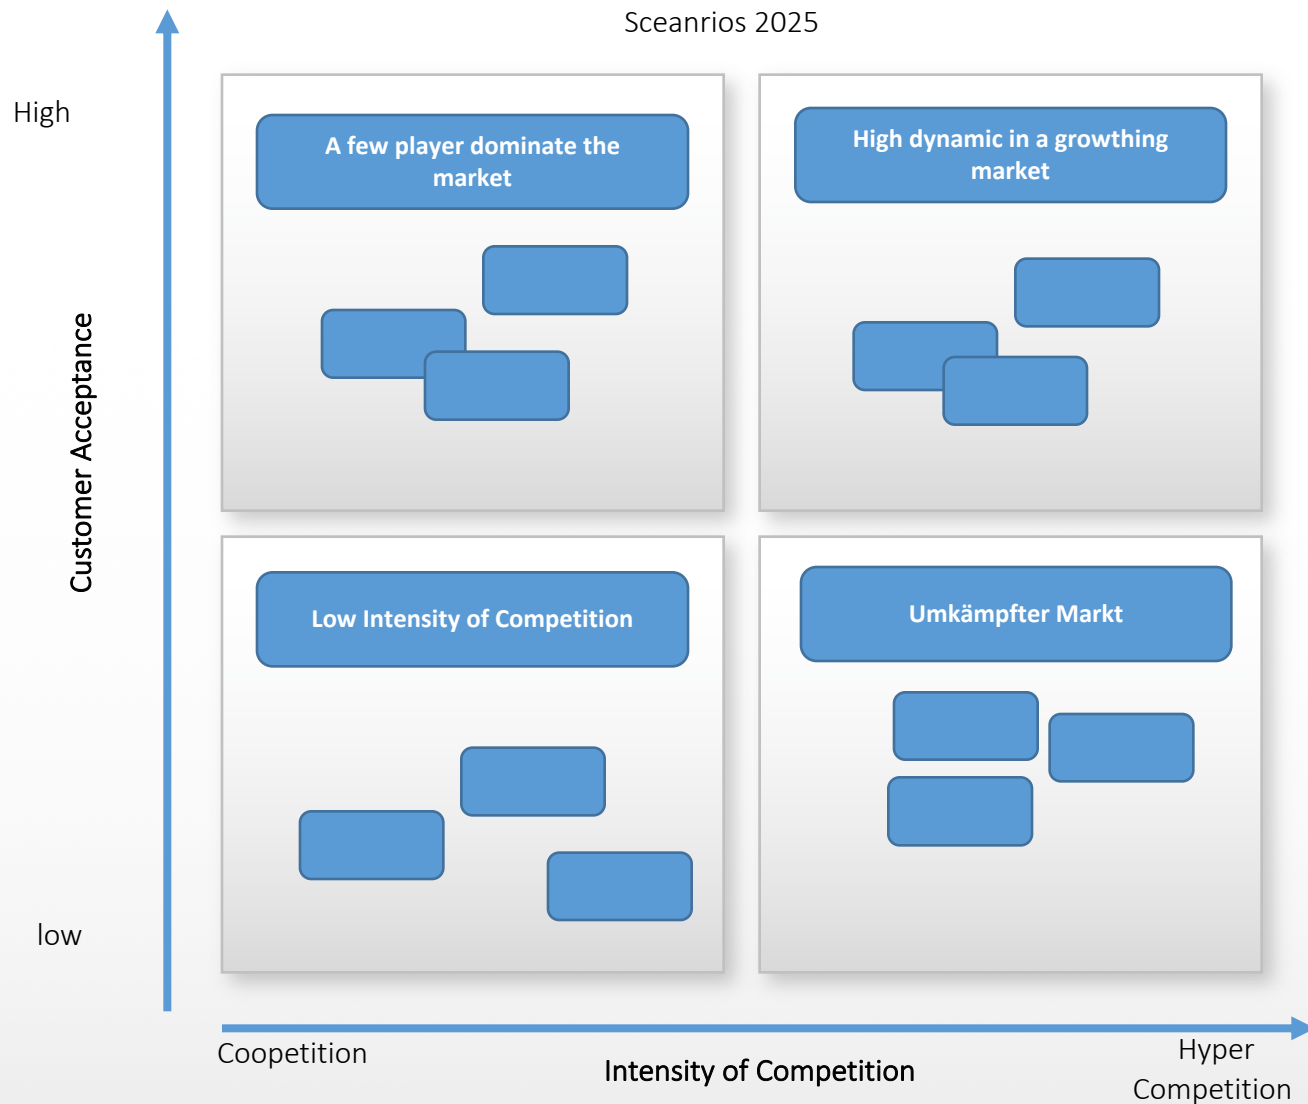 Sceanrios 2025
High
A few player dominate the
market
High dynamic in a growthing
market
Customer Acceptance
Low Intensity of Competition
Umkämpfter Markt
low
Coopetition
Intensity of Competition
Hyper
Competition